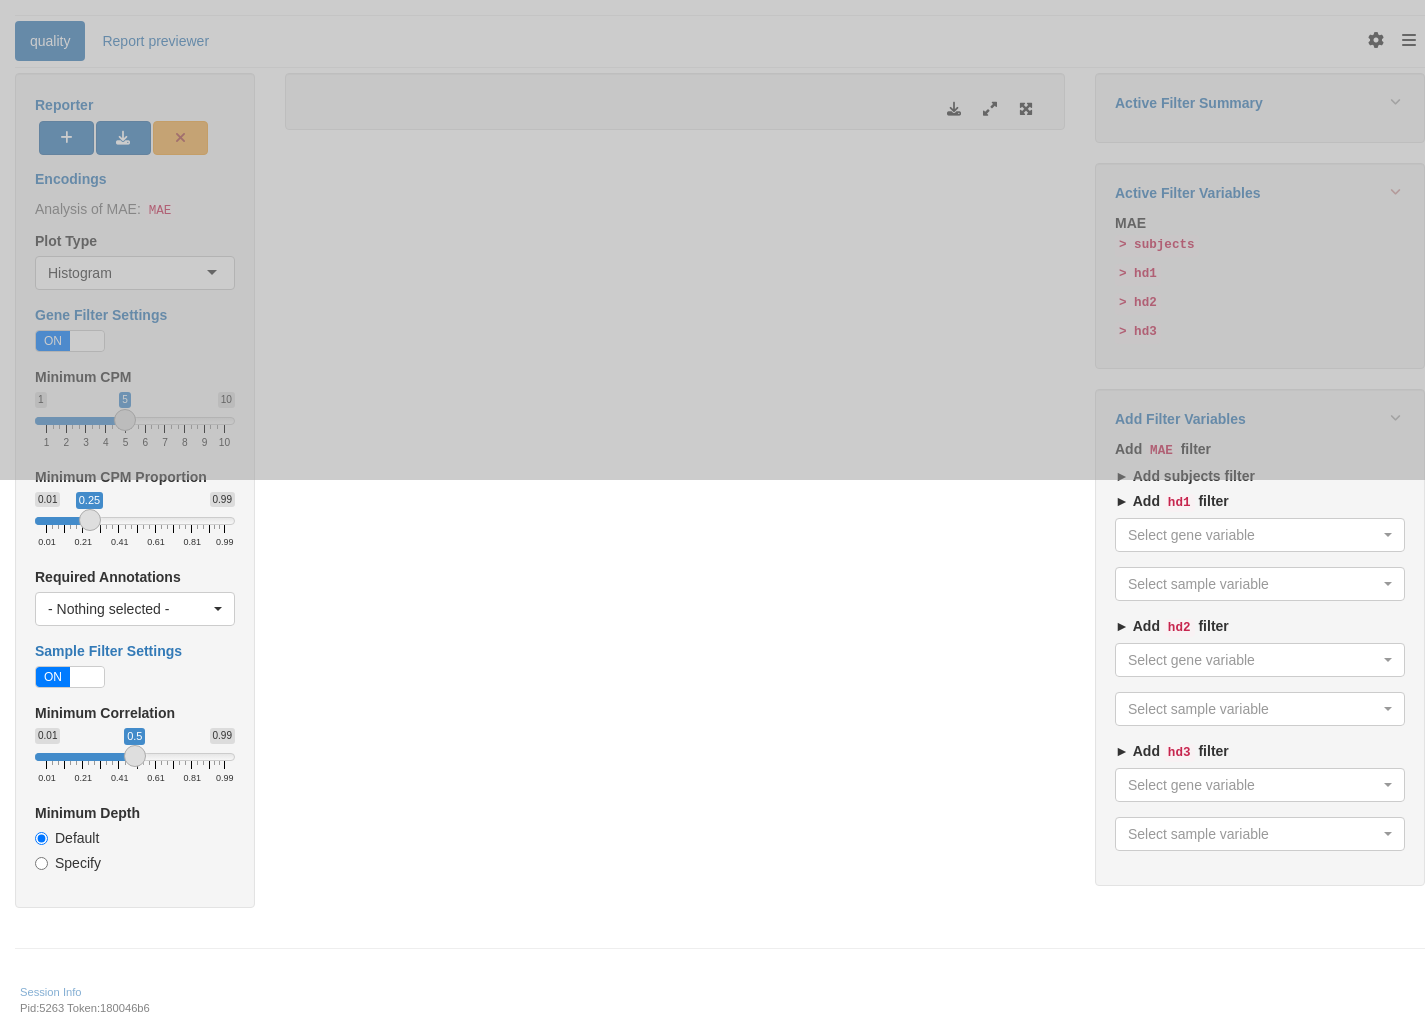 quality
Report previewer
Reporter
Encodings
Analysis of MAE: MAE
Plot Type
Histogram
Gene Filter Settings
ON
Minimum CPM
1 5 10
1 2 3 4 5 6 7 8 9 10
Minimum CPM Proportion
0.01 0.25 0.99
0.01 0.21 0.41 0.61 0.81 0.99
Required Annotations
- Nothing selected -
Sample Filter Settings
ON
Minimum Correlation
0.01 0.5 0.99
0.01 0.21 0.41 0.61 0.81 0.99
Minimum Depth
Default
Specify
Active Filter Summary
Active Filter Variables
MAE
> subjects
> hd1
> hd2
> hd3
Add Filter Variables
Add MAE filter
► Add subjects filter
► Add hd1 filter
Select gene variable
Select sample variable
► Add hd2 filter
Select gene variable
Select sample variable
► Add hd3 filter
Select gene variable
Select sample variable
Session Info
Pid:5263 Token:180046b6